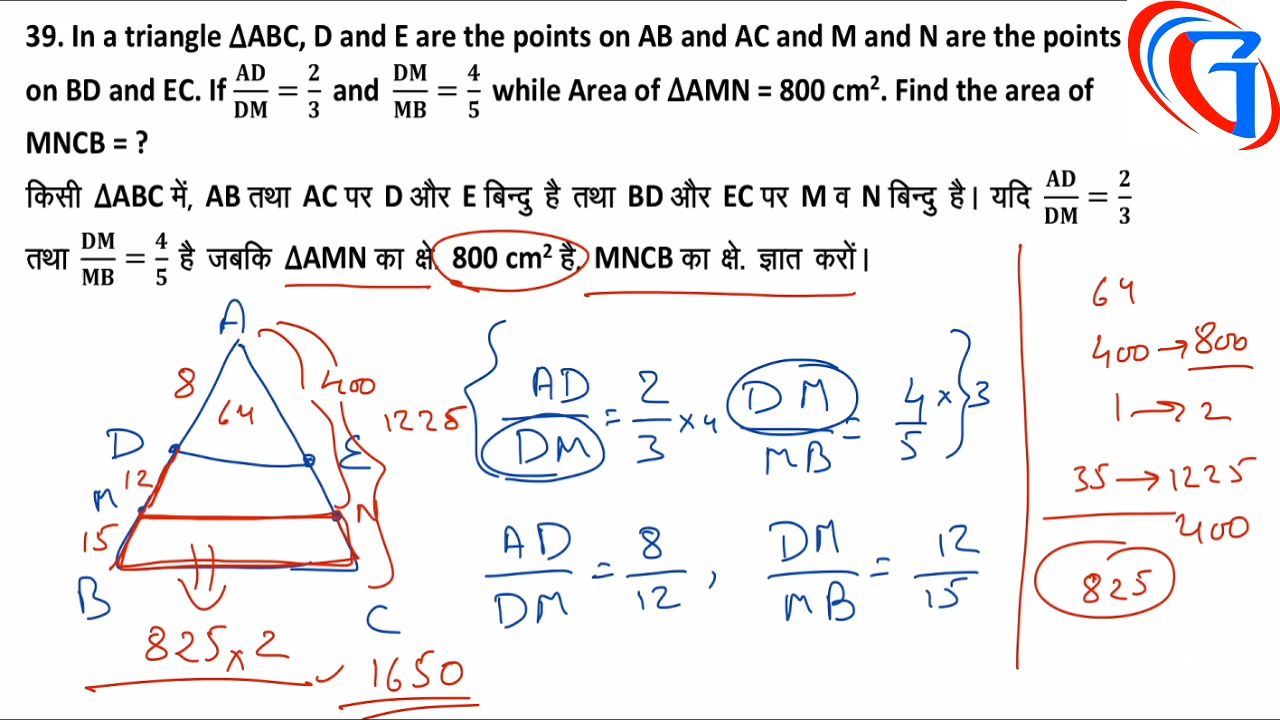 39. In a triangle ΔABC, D and E are the points on AB and AC and M and N are the points
on BD and EC. If AD/DM = 2/3 and DM/MB = 4/5 while Area of ΔAMN = 800 cm². Find the area of
MNCB = ?
किसी ΔABC में, AB तथा AC पर D और E बिन्दु है तथा BD और EC पर M व N बिन्दु है। यदि AD/DM = 2/3
तथा DM/MB = 4/5 है जबकि ΔAMN का क्षे. 800 cm² है, MNCB का क्षे. ज्ञात करों।
A
8
64
400
1225
D
E
12
M
N
15
B
C
825 x 2
1650
{ AD/DM = 2/3 x 4 DM/MB = 4/5 x 3 }
AD/DM = 8/12 , DM/MB = 12/15
64
400 → 800
1 → 2
35 → 1225
400
825